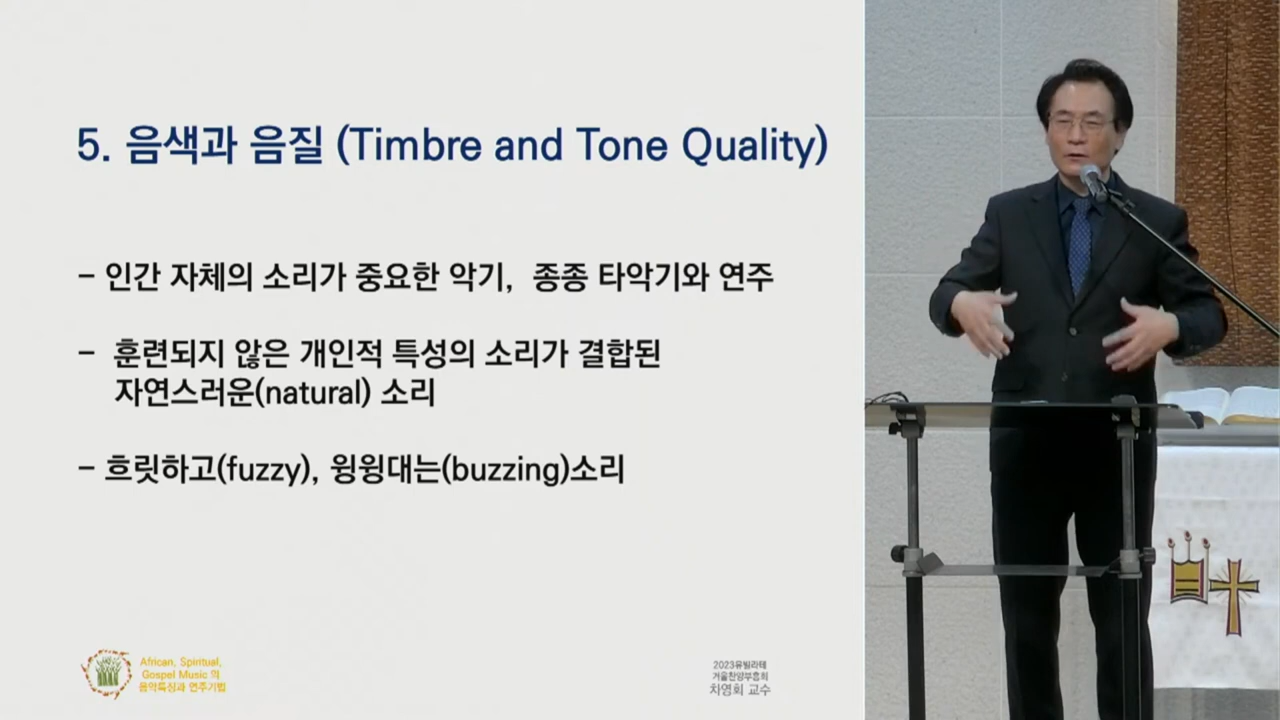 5. 음색과 음질 (Timbre and Tone Quality)
- 인간 자체의 소리가 중요한 악기, 종종 타악기와 연주
- 훈련되지 않은 개인적 특성의 소리가 결합된
자연스러운(natural) 소리
- 흐릿하고(fuzzy), 윙윙대는(buzzing)소리
African, Spiritual,
Gospel Music 의
음악특성과 연주기법
2023유빌라테
겨울찬양부흥회
차영회 교수